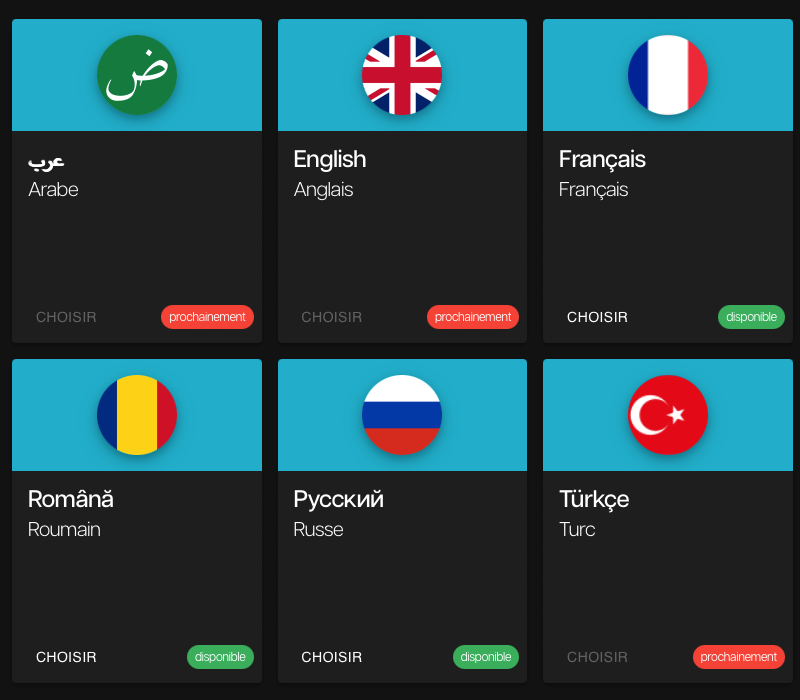 ض
عرب
Arabe
CHOISIR
prochainement
English
Anglais
CHOISIR
prochainement
Français
Français
CHOISIR
disponible
Română
Roumain
CHOISIR
disponible
Русский
Russe
CHOISIR
disponible
Türkçe
Turc
CHOISIR
prochainement